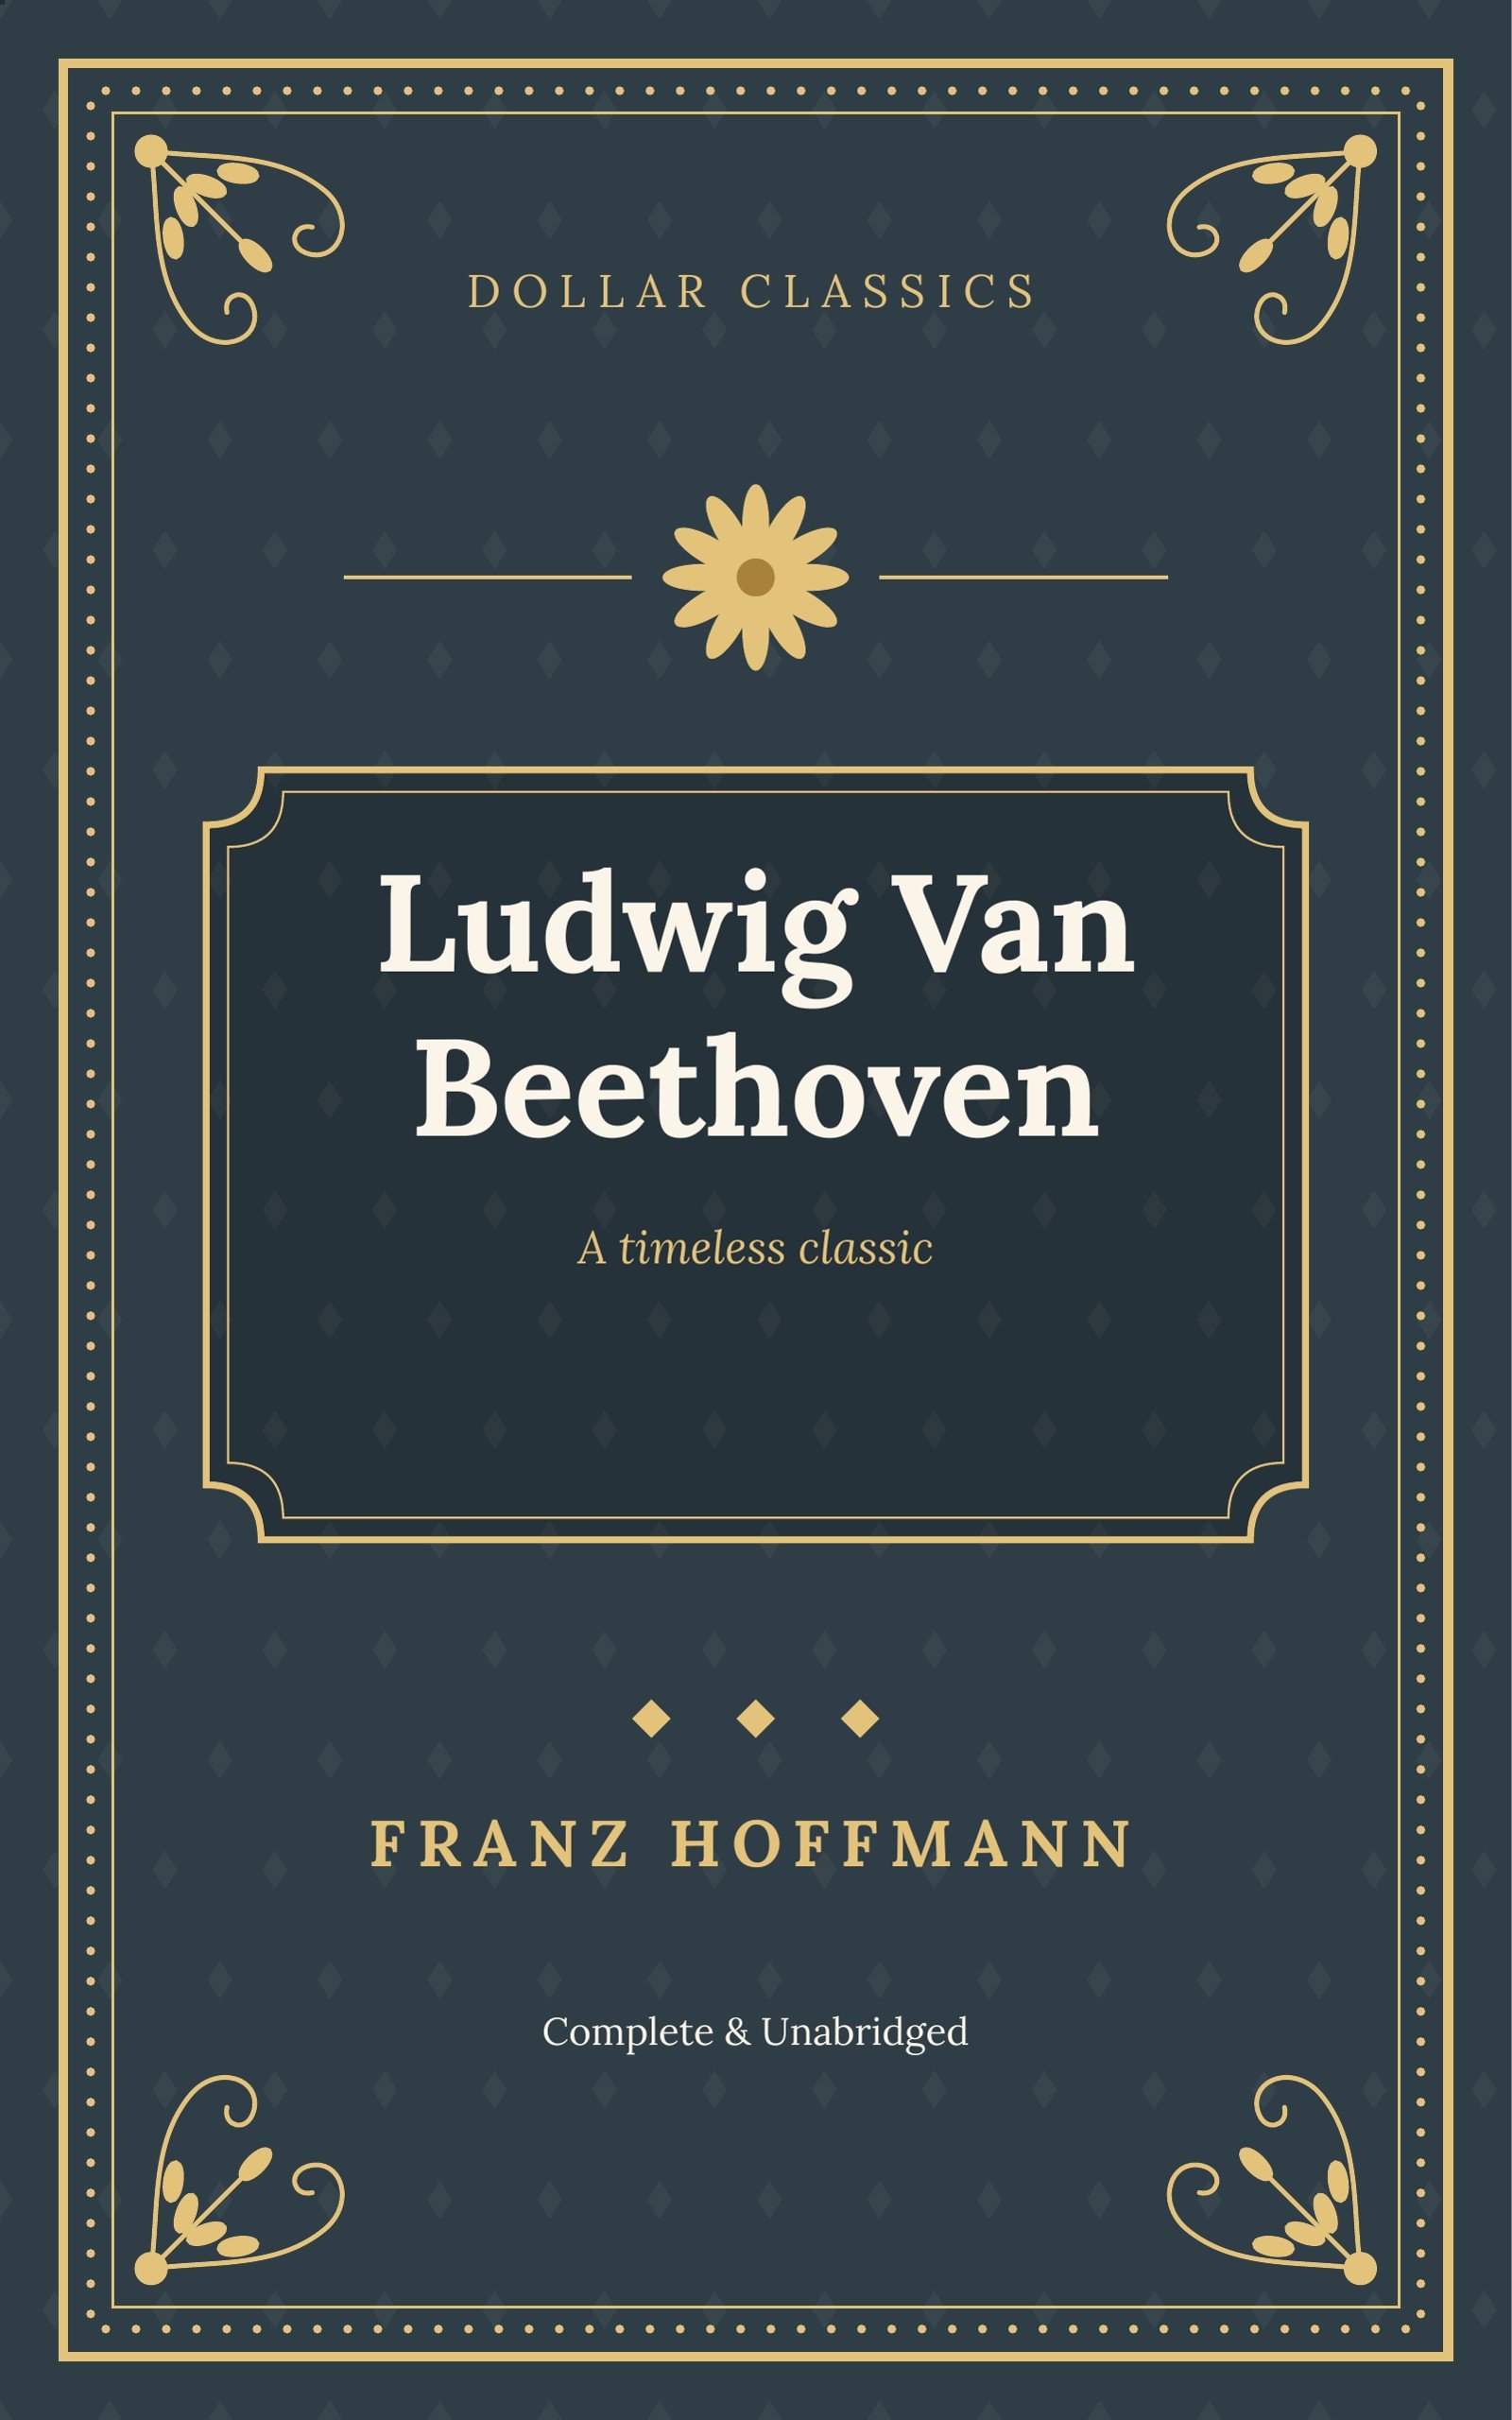 DOLLAR CLASSICS
Ludwig Van
Beethoven
A timeless classic
FRANZ HOFFMANN
Complete & Unabridged